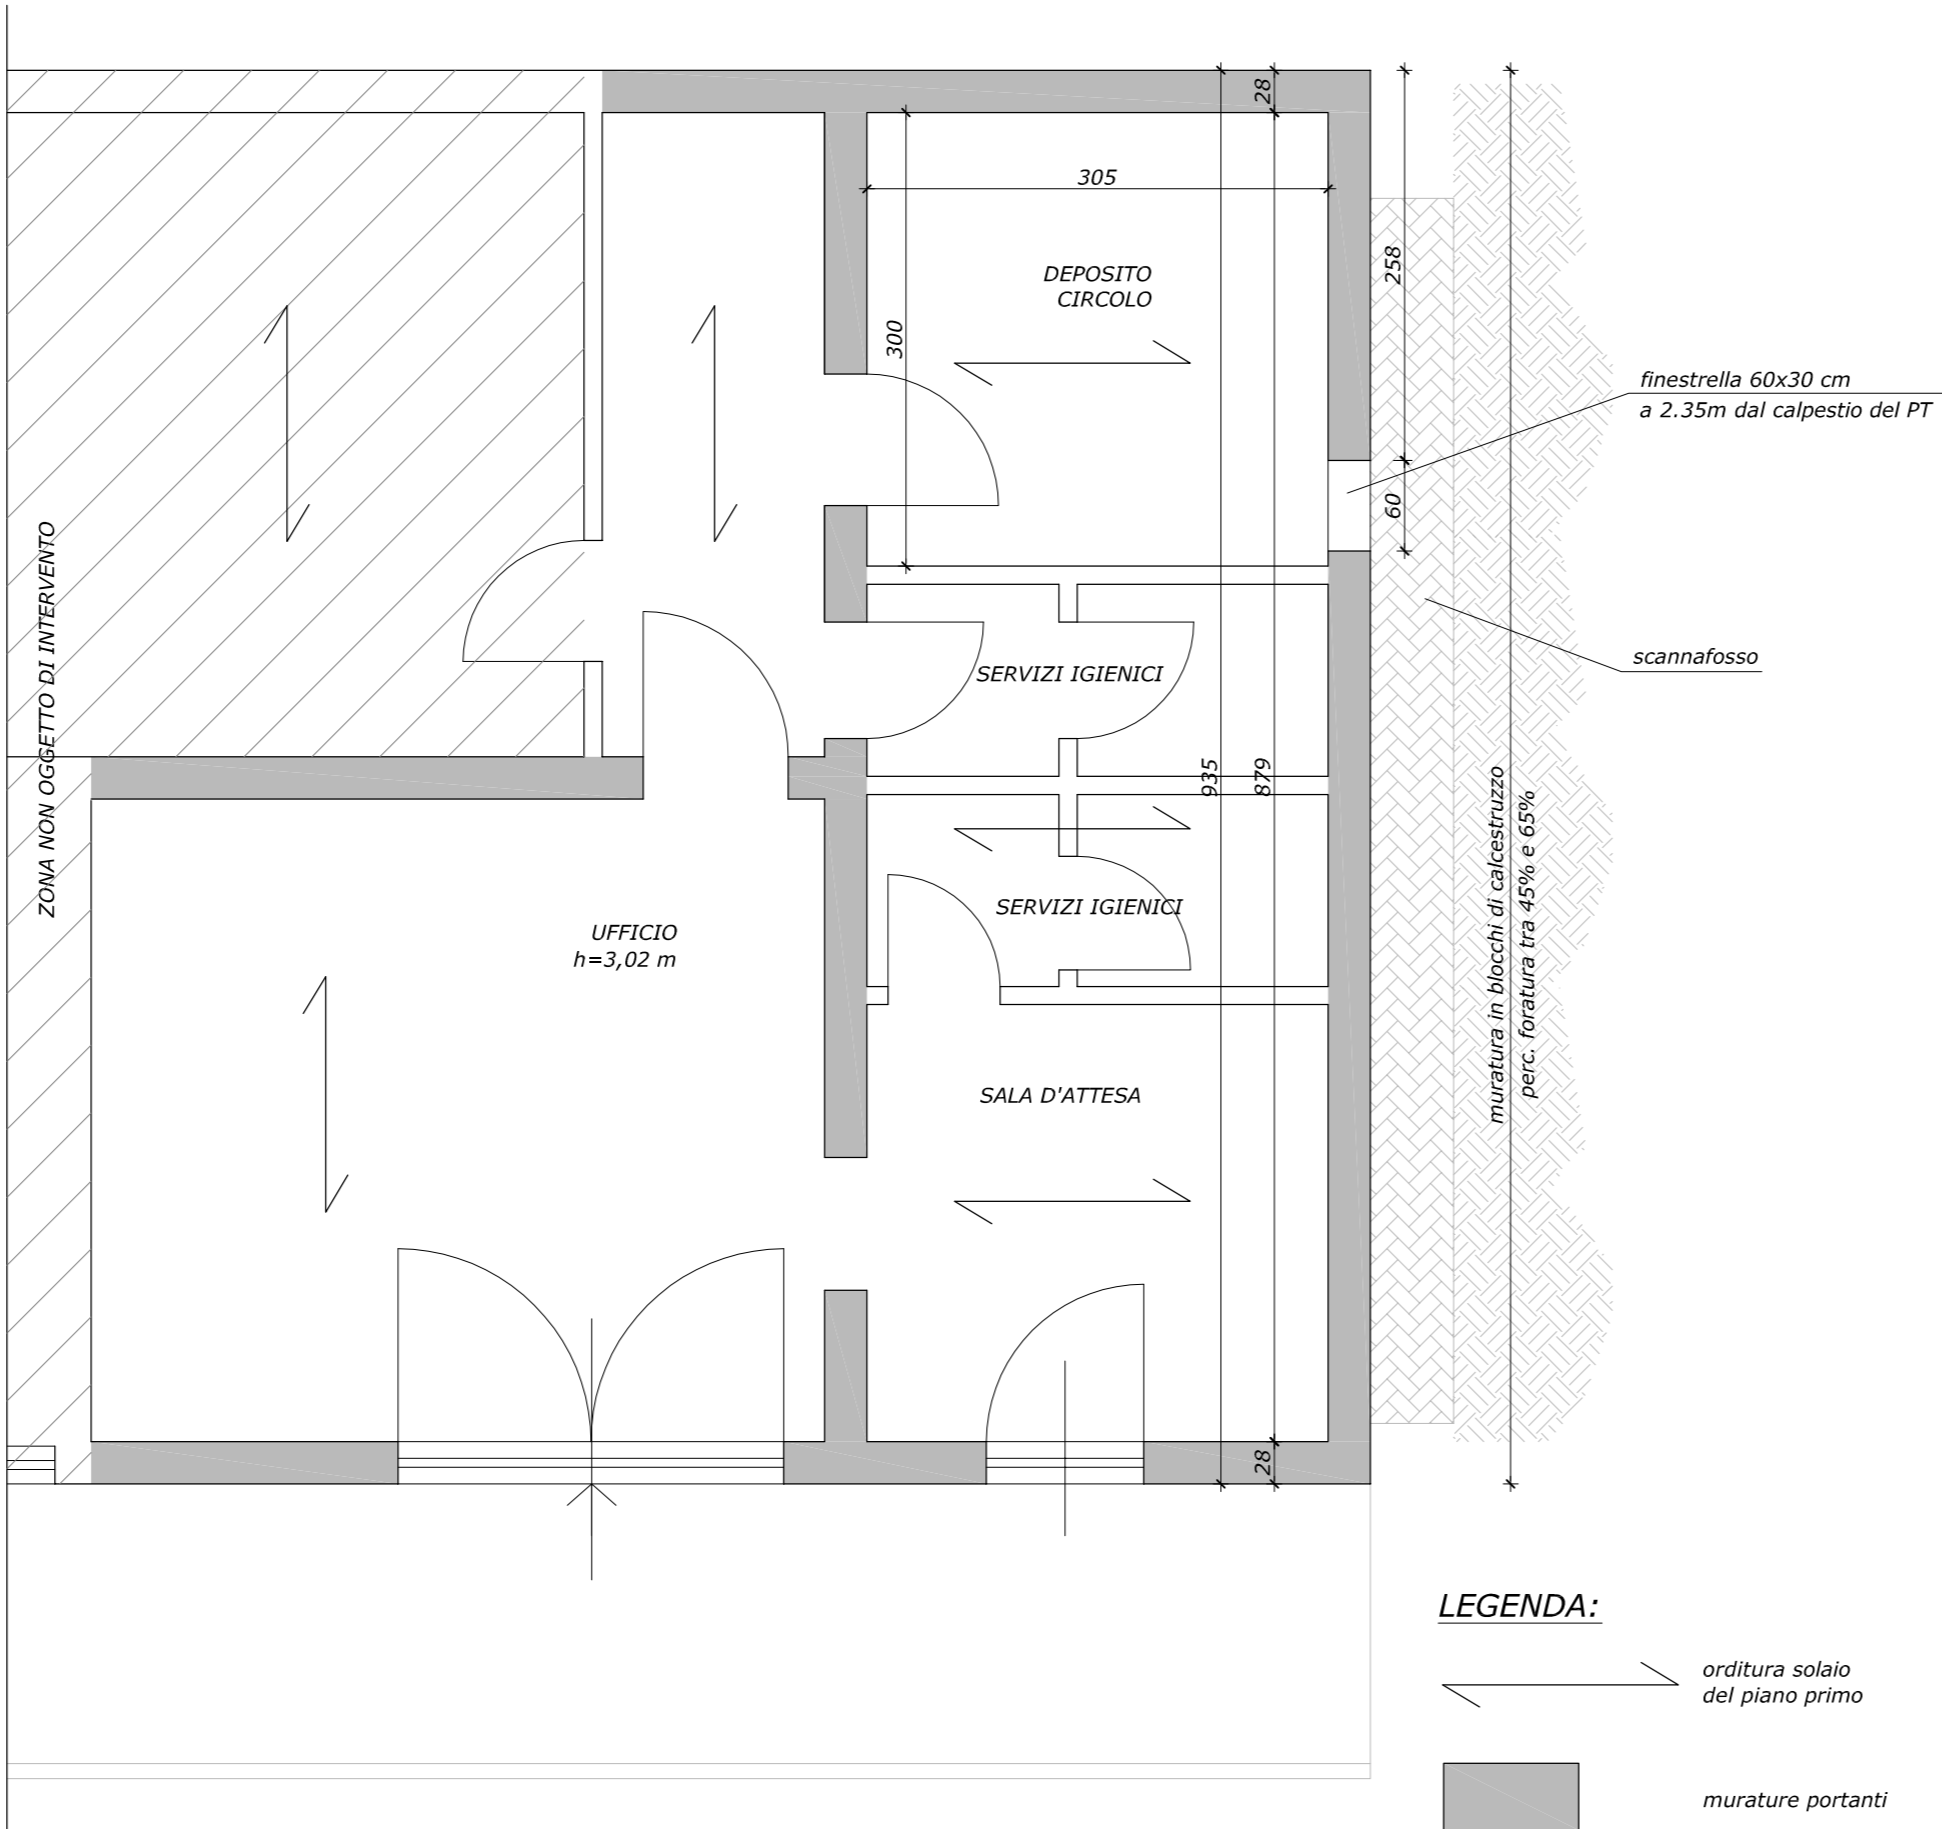 28
305
DEPOSITO
CIRCOLO
258
300
finestrella 60x30 cm
a 2.35m dal calpestio del PT
60
ZONA NON OGGETTO DI INTERVENTO
SERVIZI IGIENICI
scannafosso
935
879
muratura in blocchi di calcestruzzo
perc. foratura tra 45% e 65%
SERVIZI IGIENICI
UFFICIO
h=3,02 m
SALA D'ATTESA
28
LEGENDA:
orditura solaio
del piano primo
murature portanti